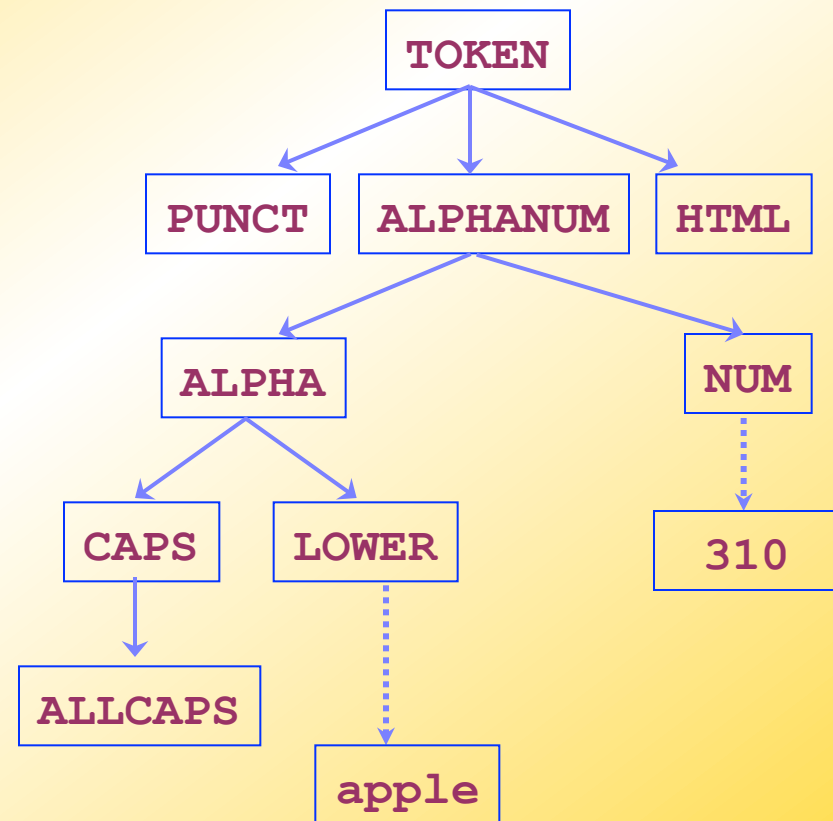 TOKEN
PUNCT ALPHANUM HTML
ALPHA NUM
CAPS LOWER 310
ALLCAPS
apple